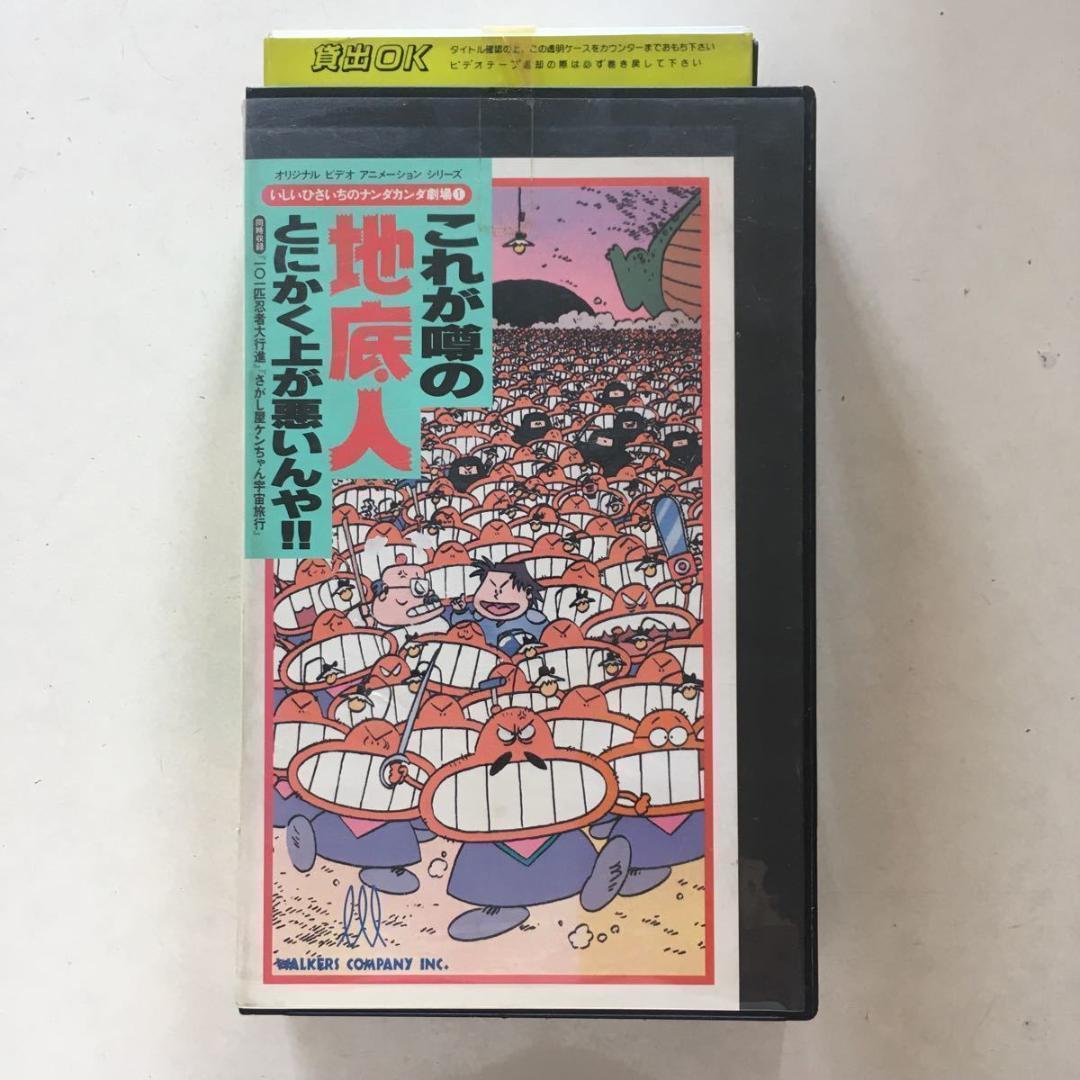 貸出OK
タイトル確認の上、この透明ケースをカウンターまでおもち下さい
ビデオテープ返却の際は必ず巻き戻して下さい
オリジナル ビデオ アニメーション シリーズ
いしいひさいちのナンダカンダ劇場❶
これが噂の
地底人
とにかく上が悪いんや!!
同時収録『一〇一匹忍者大行進』『さがし屋ケンちゃん宇宙旅行』
WALKERS COMPANY INC.